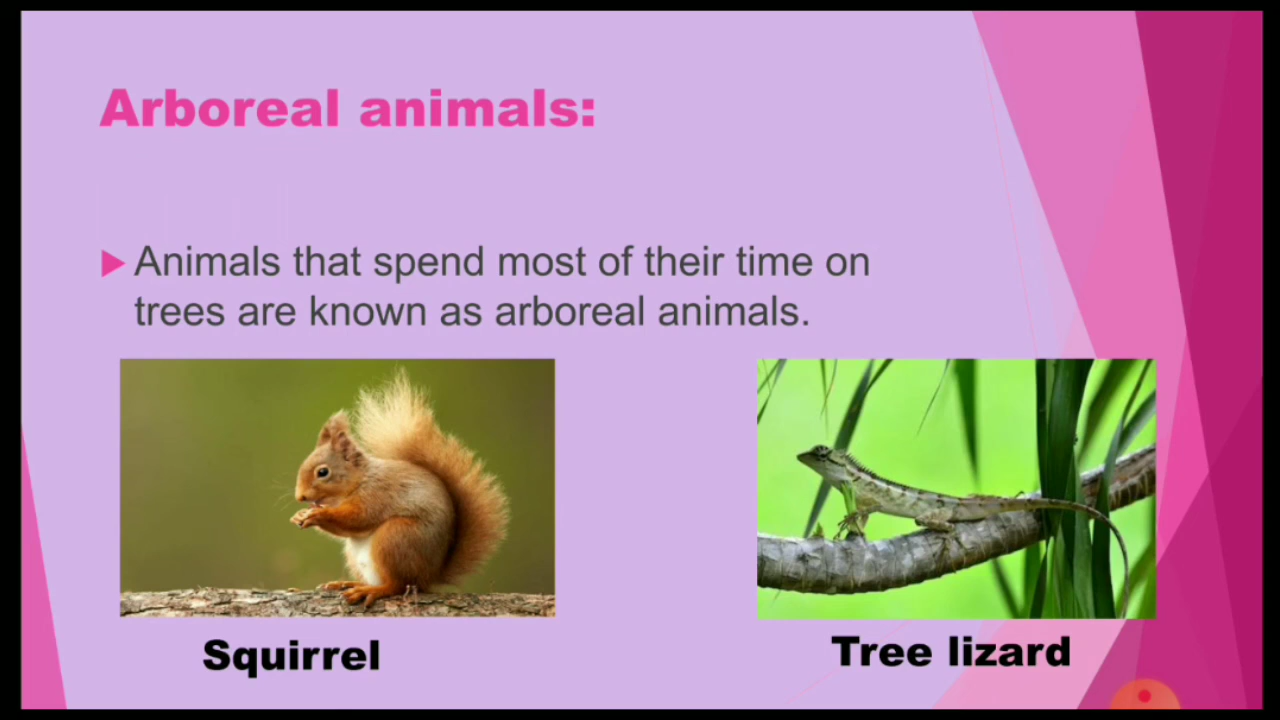 Arboreal animals:
Animals that spend most of their time on
trees are known as arboreal animals.
Squirrel
Tree lizard